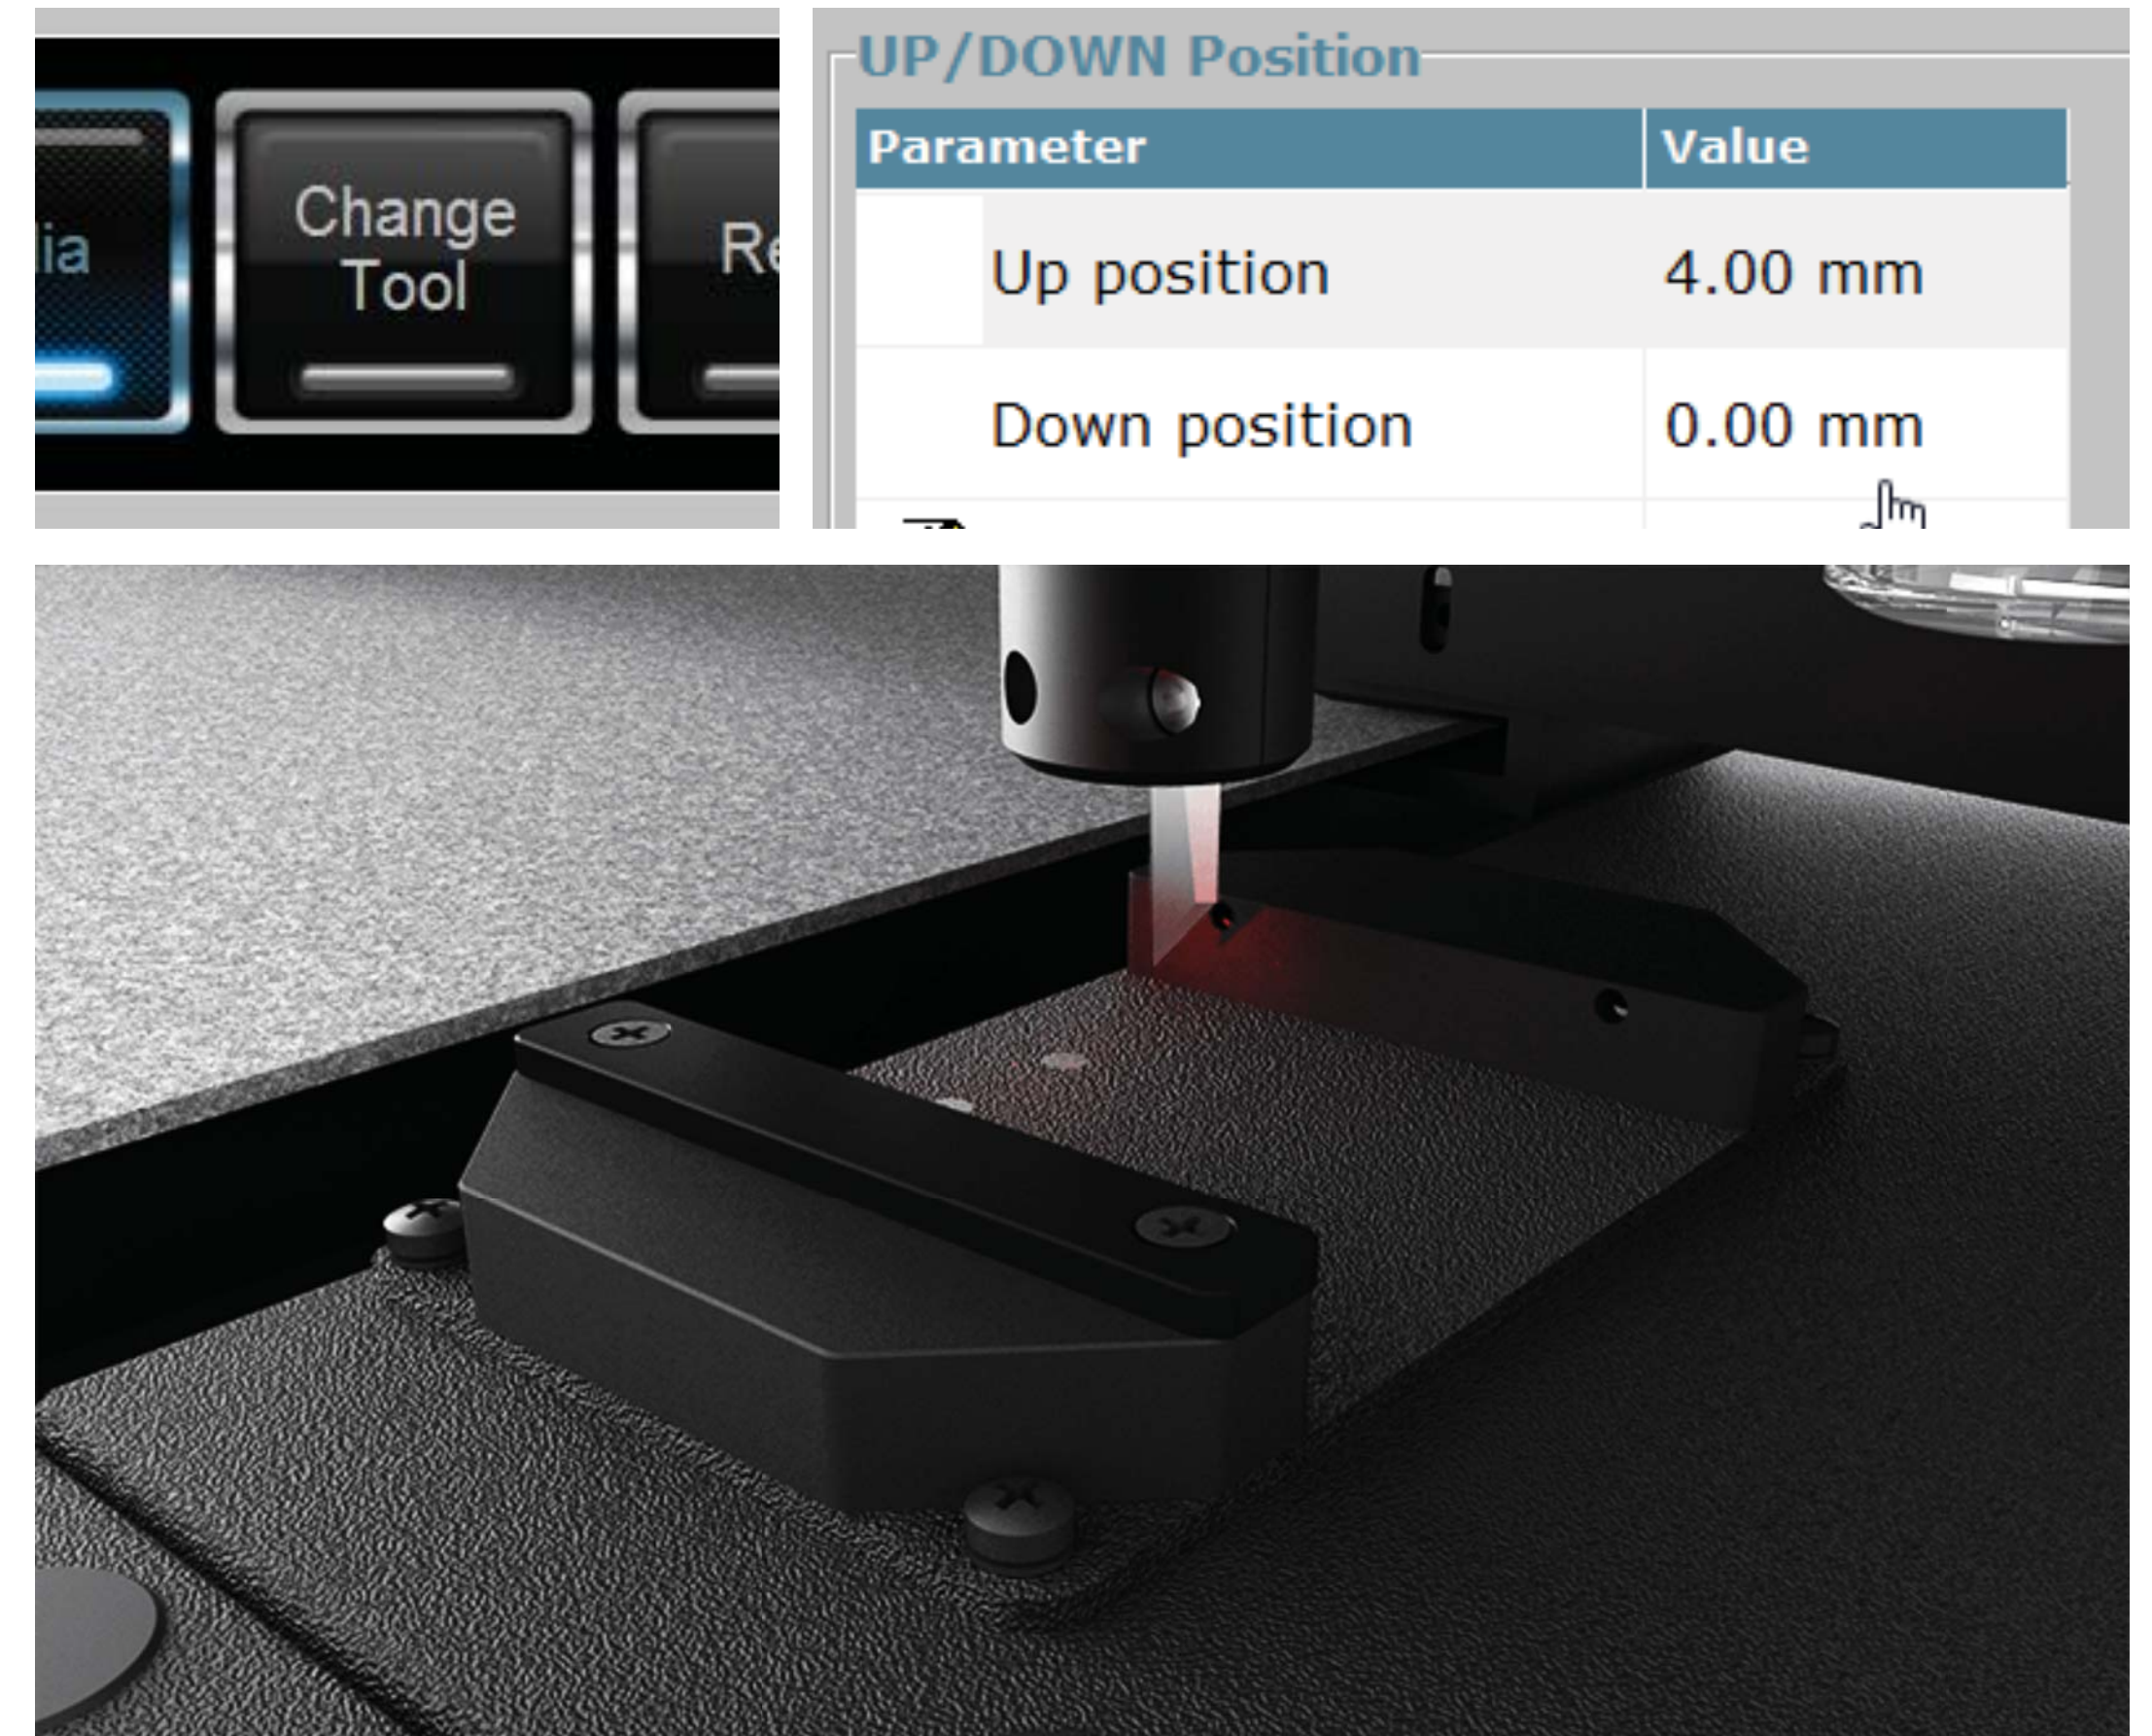 Change
Tool
UP/DOWN Position
Parameter Value
Up position 4.00 mm
Down position 0.00 mm